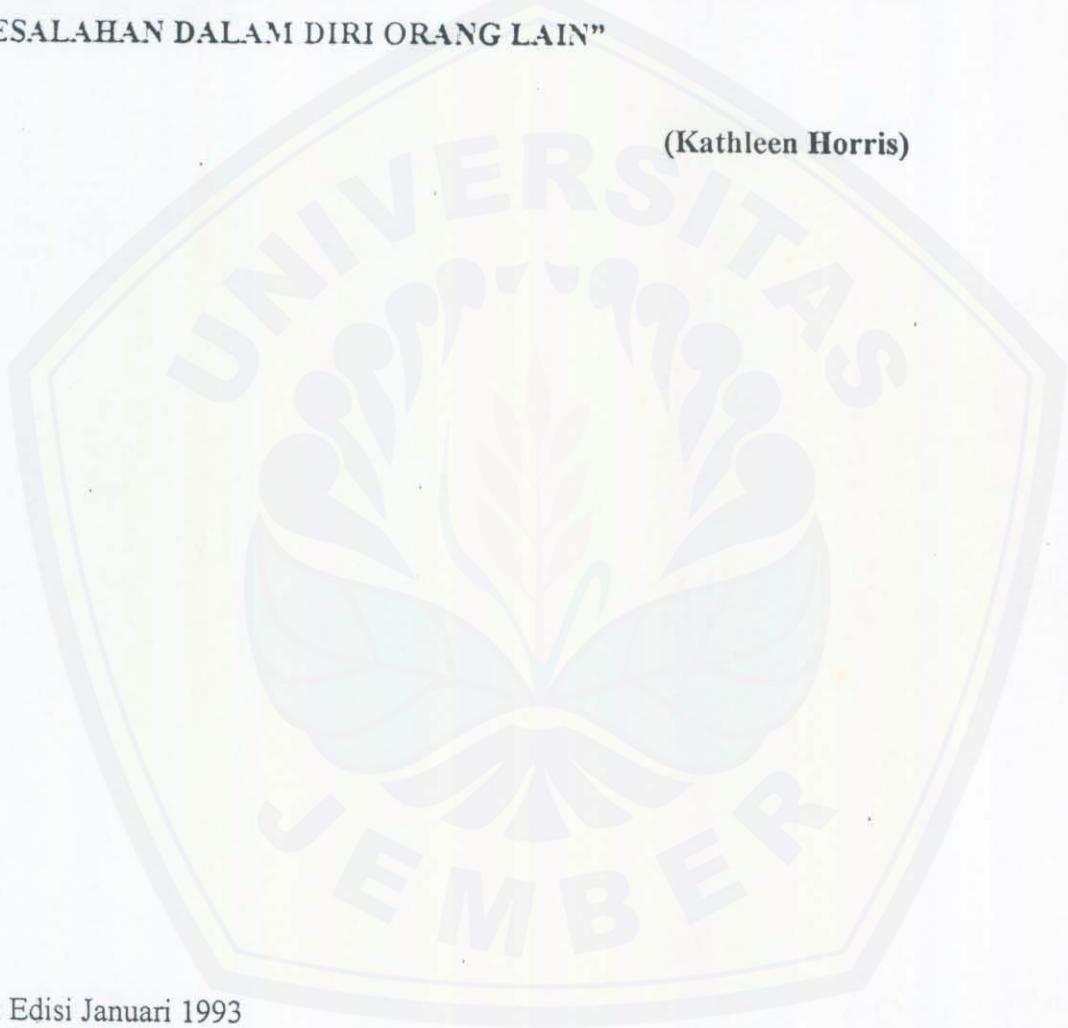 ESALAHAN DALAM DIRI ORANG LAIN”
(Kathleen Horris)
UNIVERSITAS
JEMBER
Edisi Januari 1993